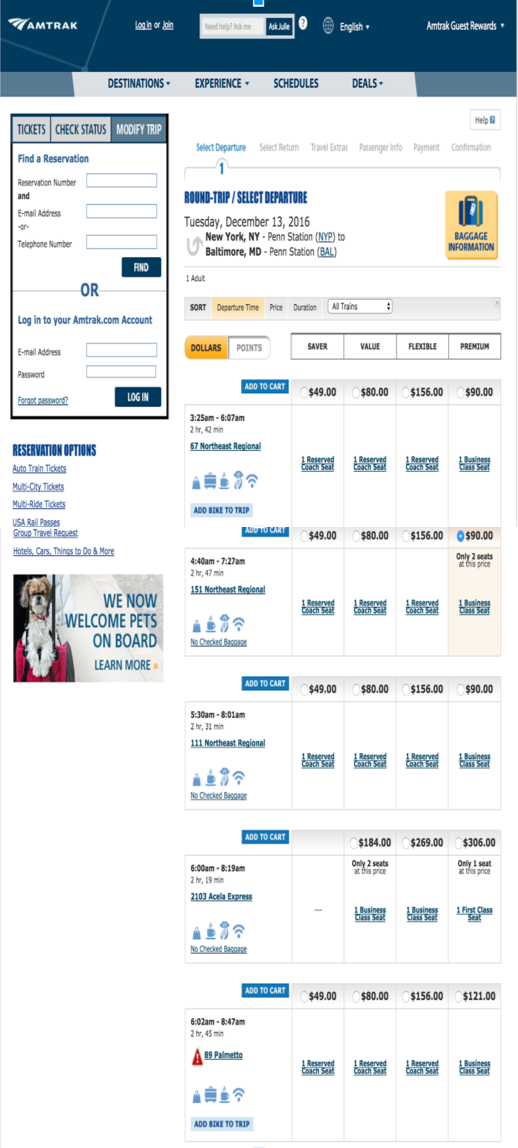 AMTRAK
Log In or Join
Need help? Ask me
Ask Julie
?
English
Amtrak Guest Rewards
DESTINATIONS
EXPERIENCE
SCHEDULES
DEALS
TICKETS
CHECK STATUS
MODIFY TRIP
Find a Reservation
Reservation Number
and
E-mail Address
-or-
Telephone Number
FIND
OR
Log in to your Amtrak.com Account
E-mail Address
Password
Forgot password?
LOG IN
RESERVATION OPTIONS
Auto Train Tickets
Multi-City Tickets
Multi-Ride Tickets
USA Rail Passes
Group Travel Request
Hotels, Cars, Things to Do & More
WE NOW
WELCOME PETS
ON BOARD
LEARN MORE »
Help
Select Departure
Select Return
Travel Extras
Passenger Info
Payment
Confirmation
1
ROUND-TRIP / SELECT DEPARTURE
Tuesday, December 13, 2016
New York, NY - Penn Station (NYP) to
Baltimore, MD - Penn Station (BAL)
BAGGAGE
INFORMATION
1 Adult
SORT
Departure Time
Price
Duration
All Trains
DOLLARS
POINTS
SAVER
VALUE
FLEXIBLE
PREMIUM
ADD TO CART
$49.00
$80.00
$156.00
$90.00
3:25am - 6:07am
2 hr, 42 min
67 Northeast Regional
1 Reserved
Coach Seat
1 Reserved
Coach Seat
1 Reserved
Coach Seat
1 Business
Class Seat
ADD BIKE TO TRIP
ADD TO CART
$49.00
$80.00
$156.00
$90.00
Only 2 seats
at this price
4:40am - 7:27am
2 hr, 47 min
151 Northeast Regional
1 Reserved
Coach Seat
1 Reserved
Coach Seat
1 Reserved
Coach Seat
1 Business
Class Seat
No Checked Baggage
ADD TO CART
$49.00
$80.00
$156.00
$90.00
5:30am - 8:01am
2 hr, 31 min
111 Northeast Regional
1 Reserved
Coach Seat
1 Reserved
Coach Seat
1 Reserved
Coach Seat
1 Business
Class Seat
No Checked Baggage
ADD TO CART
$184.00
$269.00
$306.00
Only 2 seats
at this price
Only 1 seat
at this price
6:00am - 8:19am
2 hr, 19 min
2103 Acela Express
---
1 Business
Class Seat
1 Business
Class Seat
1 First Class
Seat
No Checked Baggage
ADD TO CART
$49.00
$80.00
$156.00
$121.00
6:02am - 8:47am
2 hr, 45 min
89 Palmetto
1 Reserved
Coach Seat
1 Reserved
Coach Seat
1 Reserved
Coach Seat
1 Business
Class Seat
ADD BIKE TO TRIP